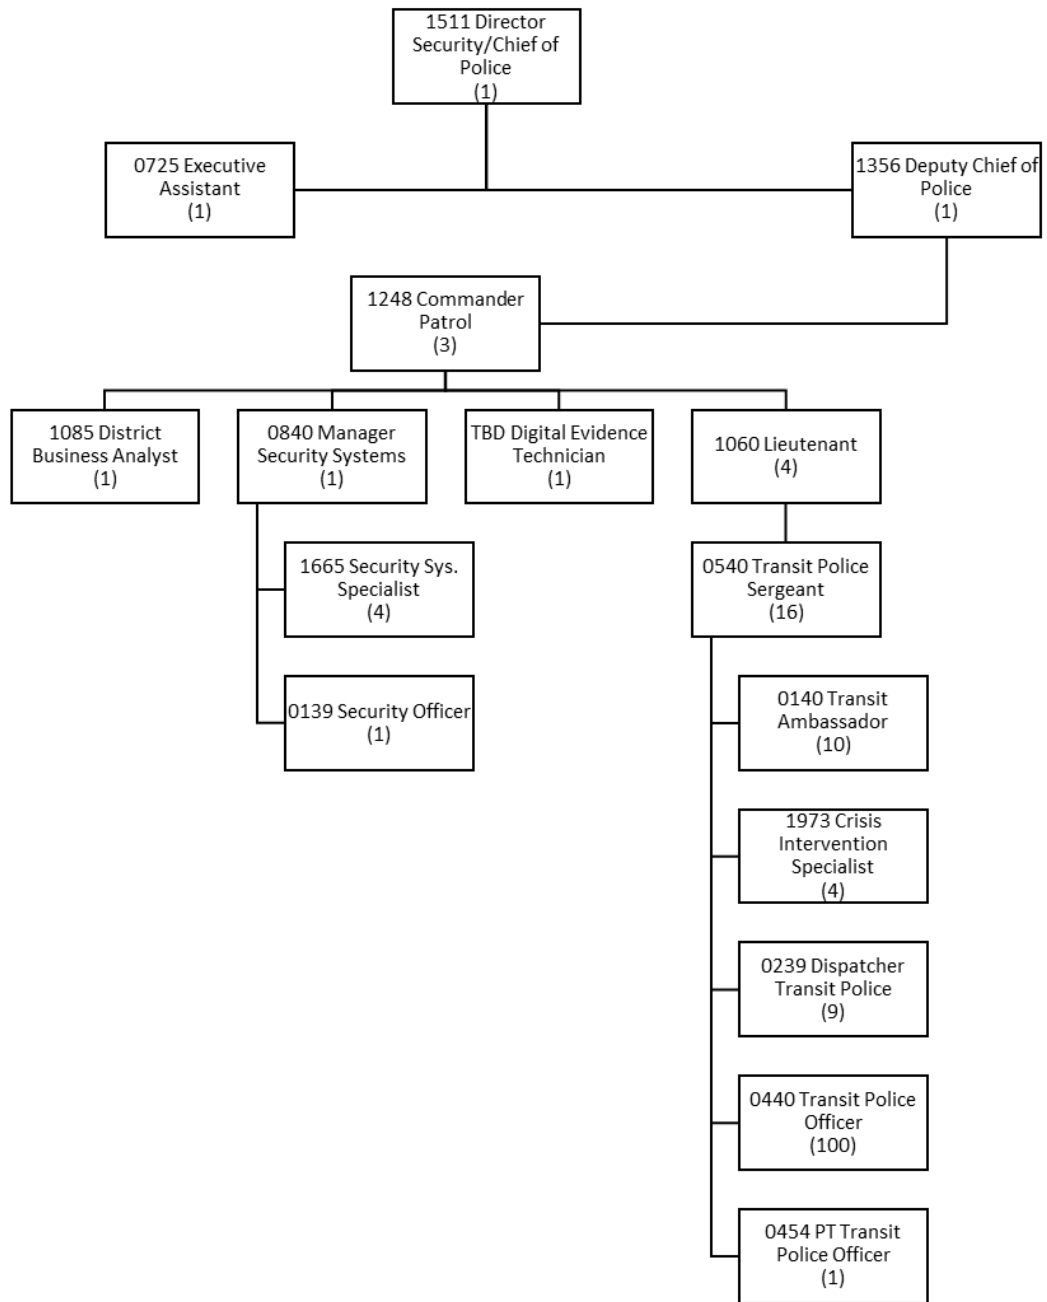 1511 Director
Security/Chief of
Police
(1)
0725 Executive
Assistant
(1)
1356 Deputy Chief of
Police
(1)
1248 Commander
Patrol
(3)
1085 District
Business Analyst
(1)
0840 Manager
Security Systems
(1)
TBD Digital Evidence
Technician
(1)
1060 Lieutenant
(4)
1665 Security Sys.
Specialist
(4)
0540 Transit Police
Sergeant
(16)
0139 Security Officer
(1)
0140 Transit
Ambassador
(10)
1973 Crisis
Intervention
Specialist
(4)
0239 Dispatcher
Transit Police
(9)
0440 Transit Police
Officer
(100)
0454 PT Transit
Police Officer
(1)